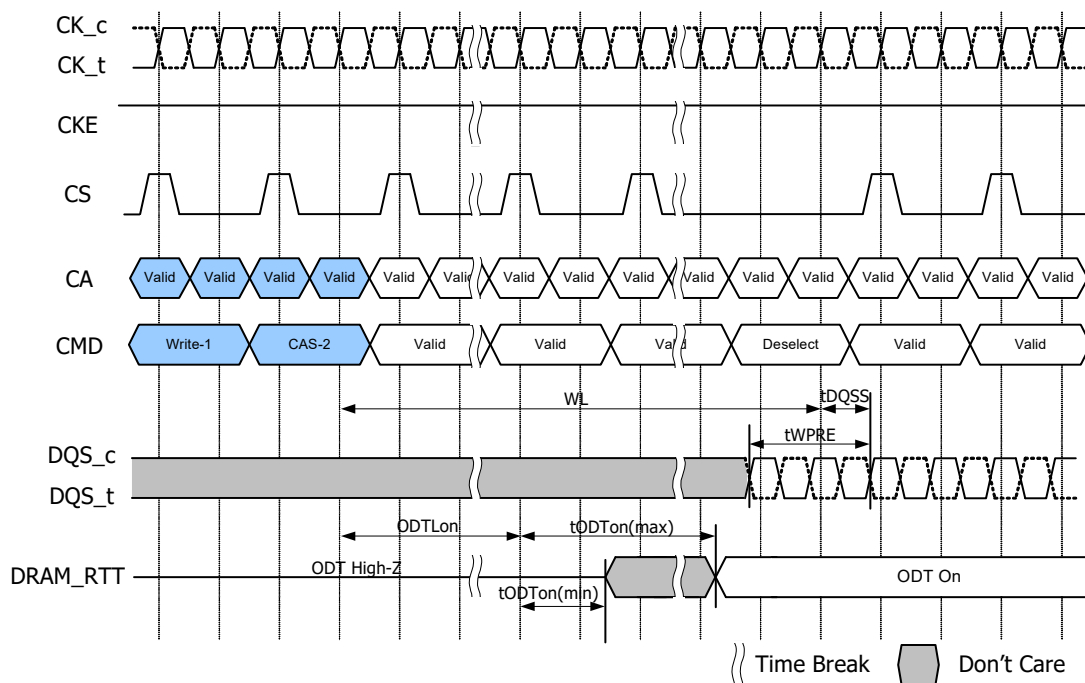 CK_c
CK_t
CKE
CS
CA Valid Valid Valid Valid Valid Valid Valid Valid Valid Valid Valid Valid Valid Valid Valid Valid
CMD Write-1 CAS-2 Valid Valid Valid Deselect Valid Valid
WL tDQSS
tWPRE
DQS_c
DQS_t
ODTLon tODTon(max)
DRAM_RTT ODT High-Z ODT On
tODTon(min)
Time Break Don't Care